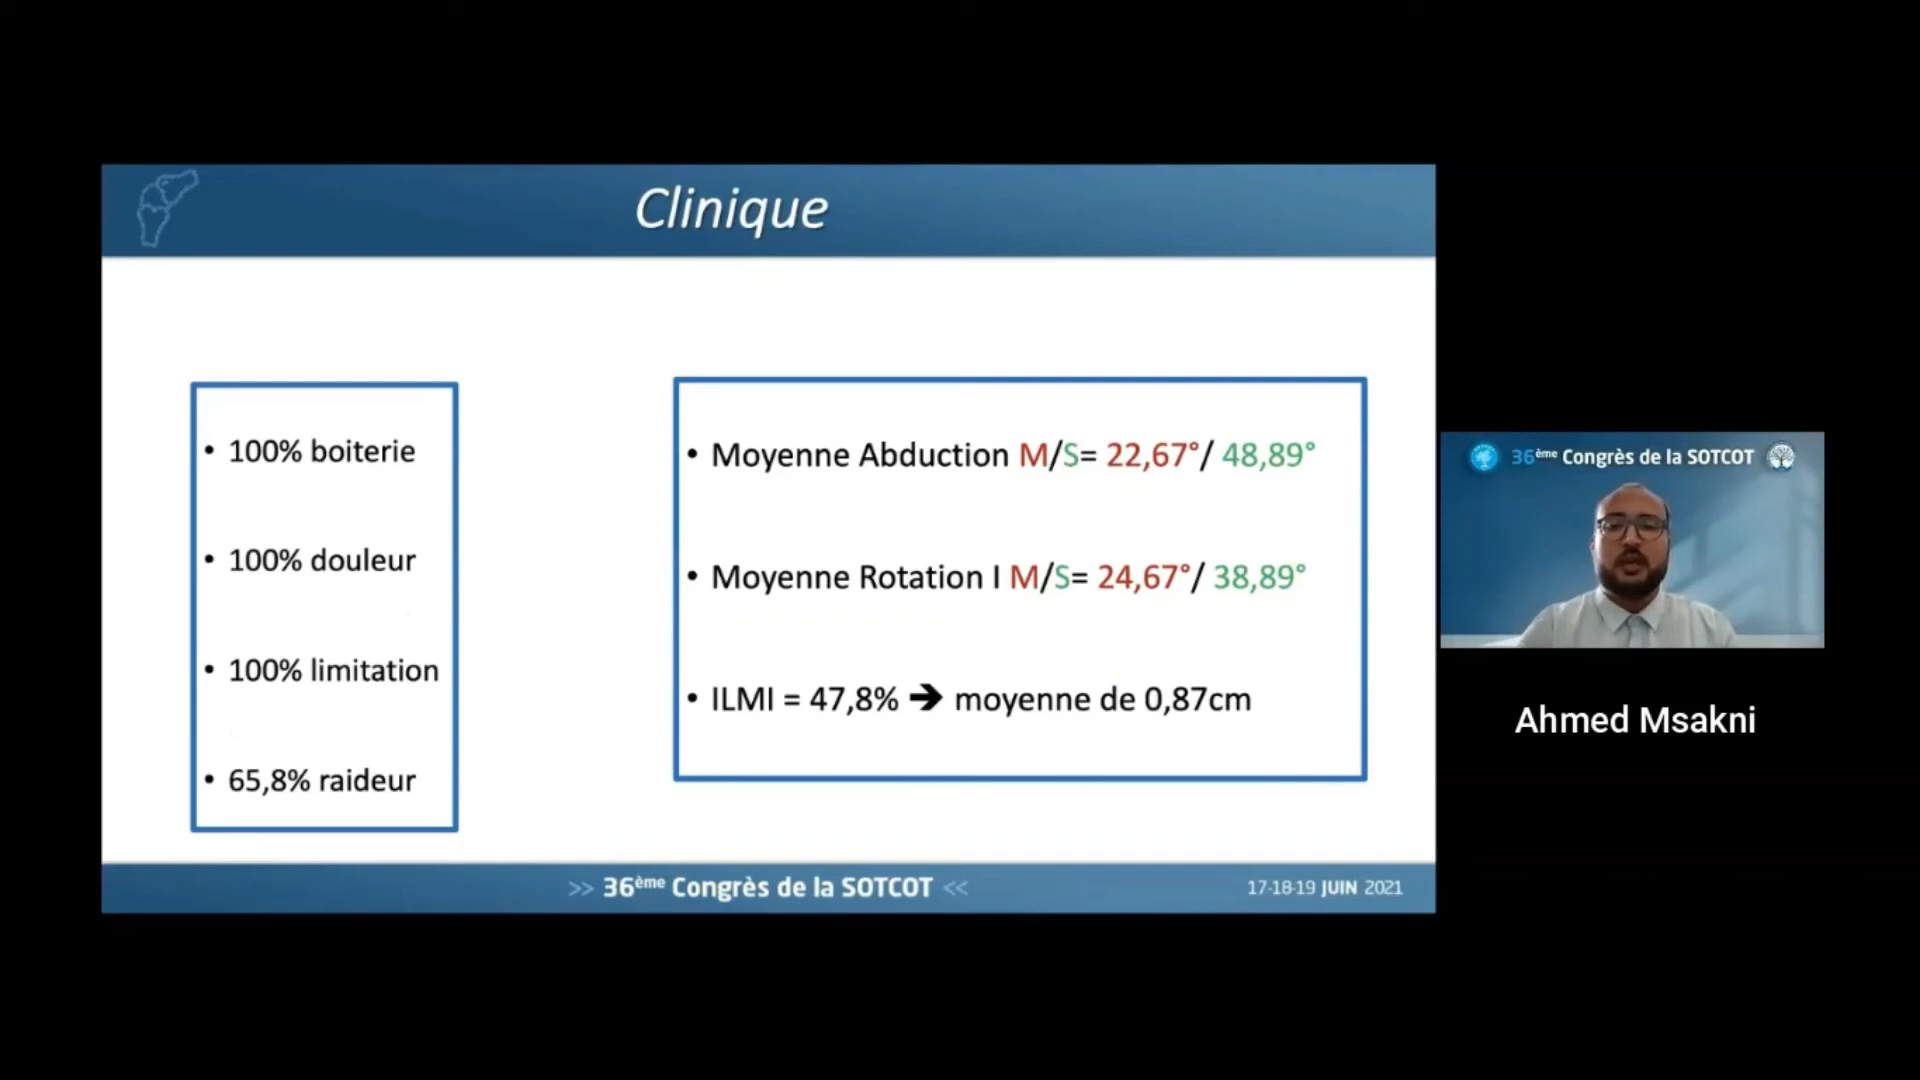 Clinique
• 100% boiterie
• 100% douleur
• 100% limitation
• 65,8% raideur
• Moyenne Abduction M/S= 22,67°/ 48,89°
• Moyenne Rotation I M/S= 24,67°/ 38,89°
• ILMI = 47,8% ➔ moyenne de 0,87cm
>> 36ème Congrès de la SOTCOT <<
17-18-19 JUIN 2021
36ème Congrès de la SOTCOT
Ahmed Msakni